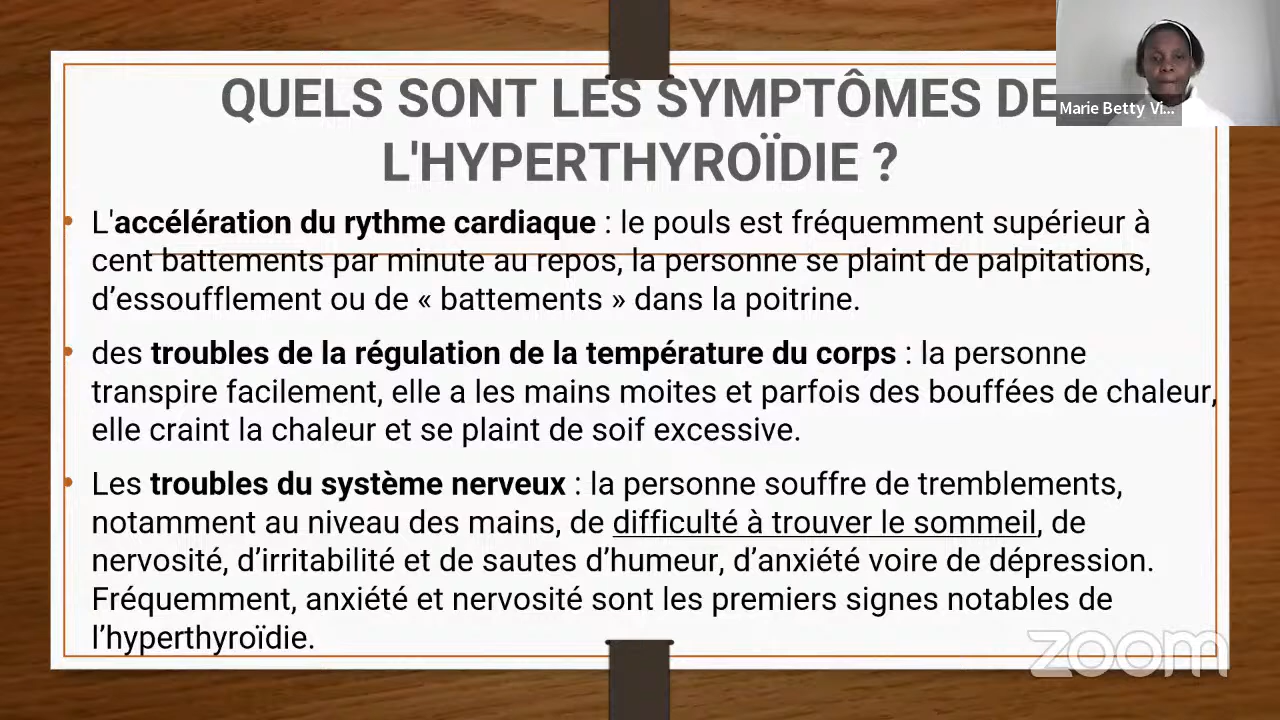 QUELS SONT LES SYMPTÔMES DE
L'HYPERTHYROÏDIE ?
Marie Betty Vi...
• L'accélération du rythme cardiaque : le pouls est fréquemment supérieur à
cent battements par minute au repos, la personne se plaint de palpitations,
d’essoufflement ou de « battements » dans la poitrine.
• des troubles de la régulation de la température du corps : la personne
transpire facilement, elle a les mains moites et parfois des bouffées de chaleur,
elle craint la chaleur et se plaint de soif excessive.
• Les troubles du système nerveux : la personne souffre de tremblements,
notamment au niveau des mains, de difficulté à trouver le sommeil, de
nervosité, d’irritabilité et de sautes d’humeur, d’anxiété voire de dépression.
Fréquemment, anxiété et nervosité sont les premiers signes notables de
l’hyperthyroïdie.
zoom